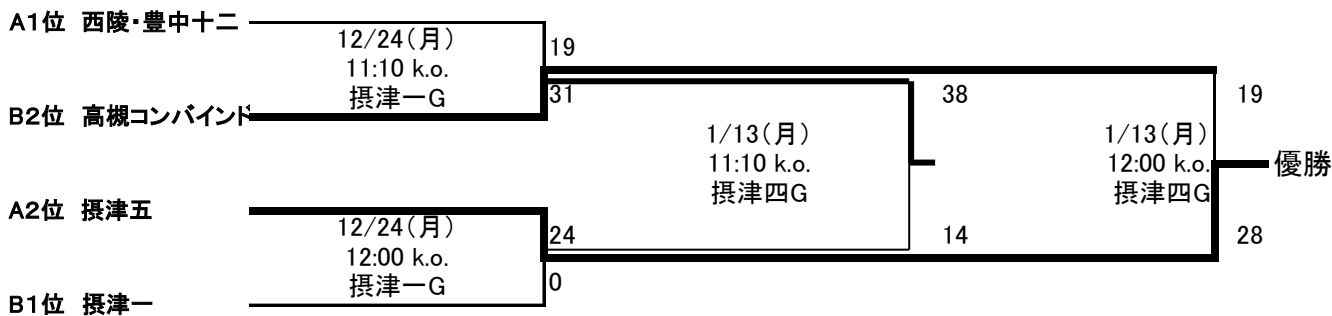 A1位 西陵・豊中十二
12/24(月)
11:10 k.o.
摂津一G
19
31
B2位 高槻コンバインド
38
19
1/13(月)
11:10 k.o.
摂津四G
1/13(月)
12:00 k.o.
摂津四G
優勝
A2位 摂津五
12/24(月)
12:00 k.o.
摂津一G
24
0
14
28
B1位 摂津一